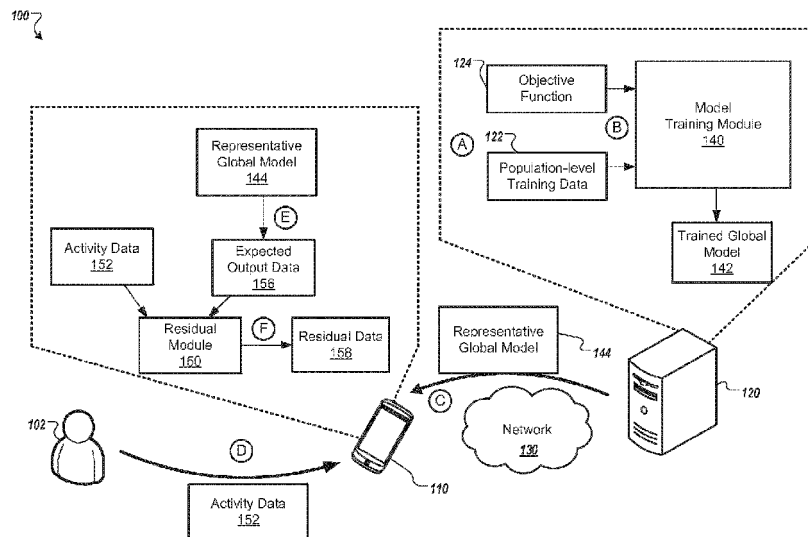 100
124
Objective
Function
B
Model
Training Module
140
A
122
Population-level
Training Data
Trained Global
Model
142
Representative
Global Model
144
E
Activity Data
152
Expected
Output Data
156
Residual
Module
160
F
Residual Data
158
Representative
Global Model
144
C
120
Network
130
102
D
110
Activity Data
152